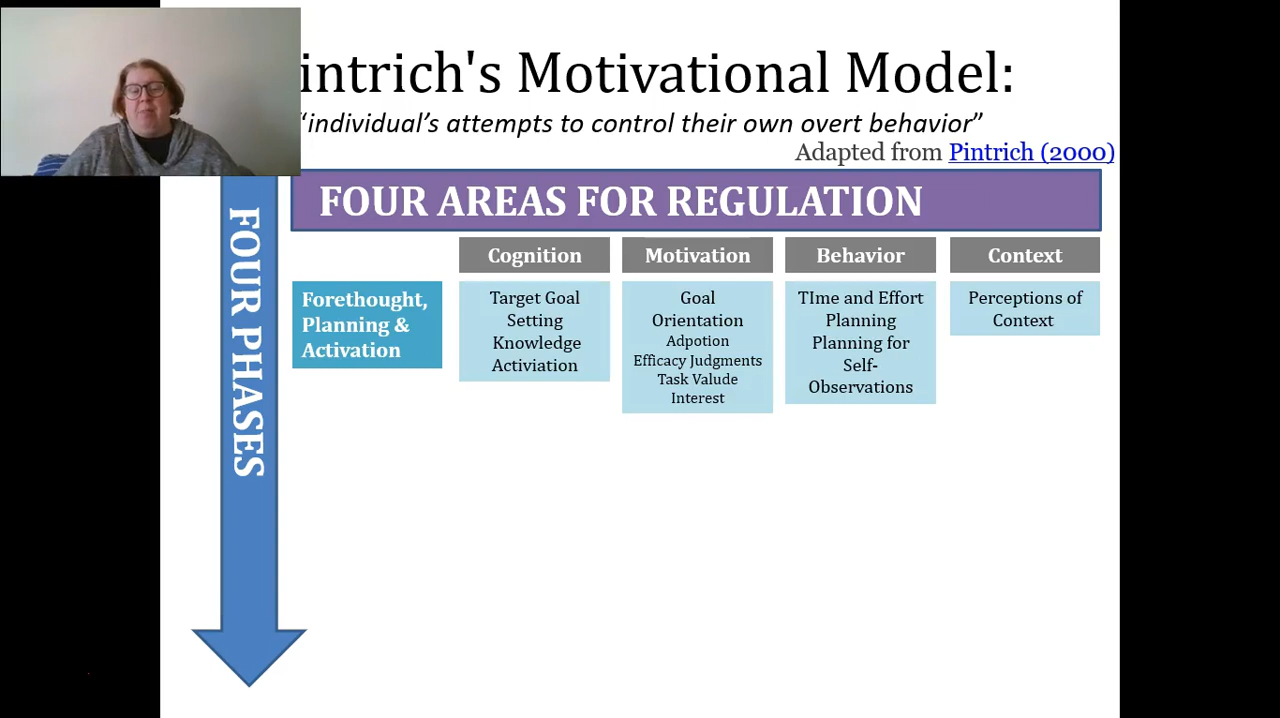 intrich's Motivational Model:
“individual’s attempts to control their own overt behavior”
Adapted from Pintrich (2000)
FOUR AREAS FOR REGULATION
FOUR PHASES
Cognition
Motivation
Behavior
Context
Forethought,
Planning &
Activation
Target Goal
Setting
Knowledge
Activiation
Goal
Orientation
Adpotion
Efficacy Judgments
Task Valude
Interest
TIme and Effort
Planning
Planning for
Self-
Observations
Perceptions of
Context